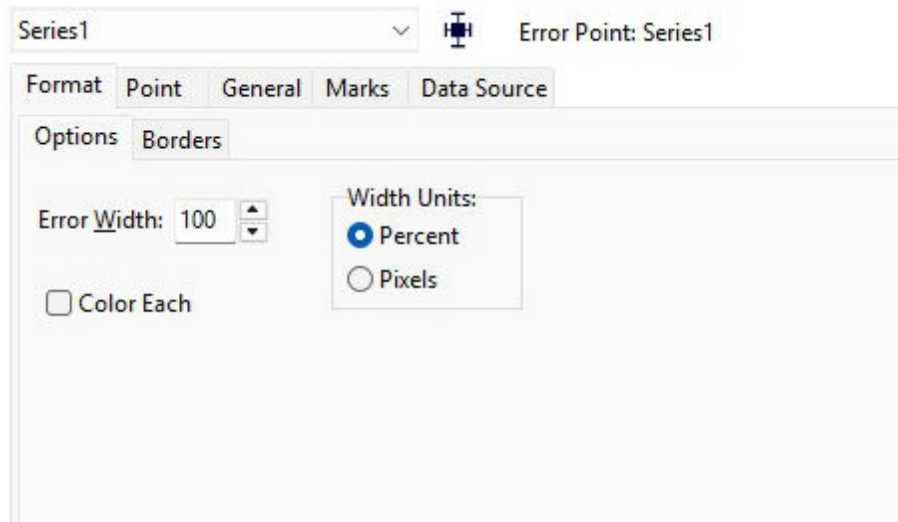 Series1 Error Point: Series1
Format Point General Marks Data Source
Options Borders
Error Width: 100
Width Units:
Percent
Pixels
Color Each